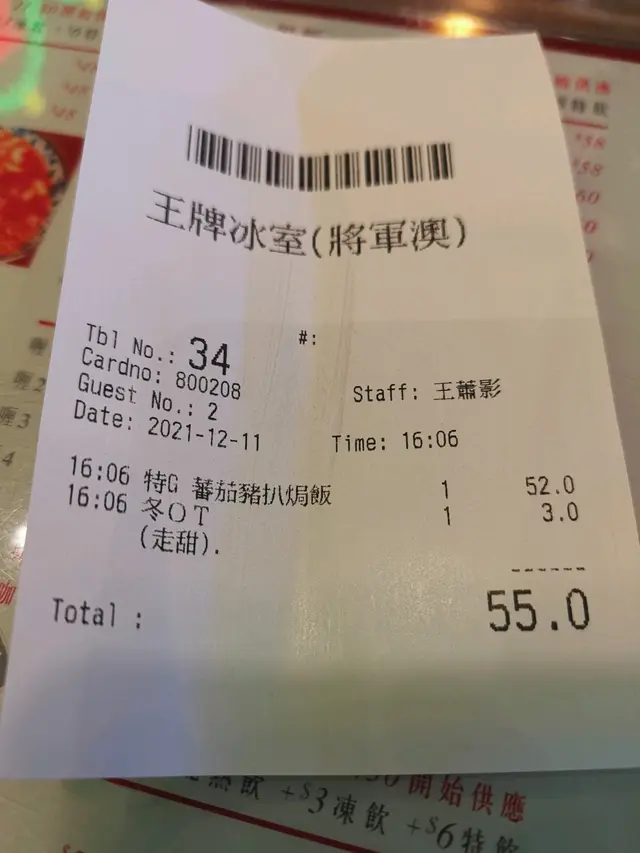 王牌冰室(將軍澳)
Tbl No.: 34 #:
Cardno: 800208
Guest No.: 2 Staff: 王蕭影
Date: 2021-12-11 Time: 16:06
16:06 特G 蕃茄豬扒焗飯 1 52.0
16:06 冬OT 1 3.0
(走甜).
------
Total : 55.0
開始供應
+$3凍飲 +$6特飲